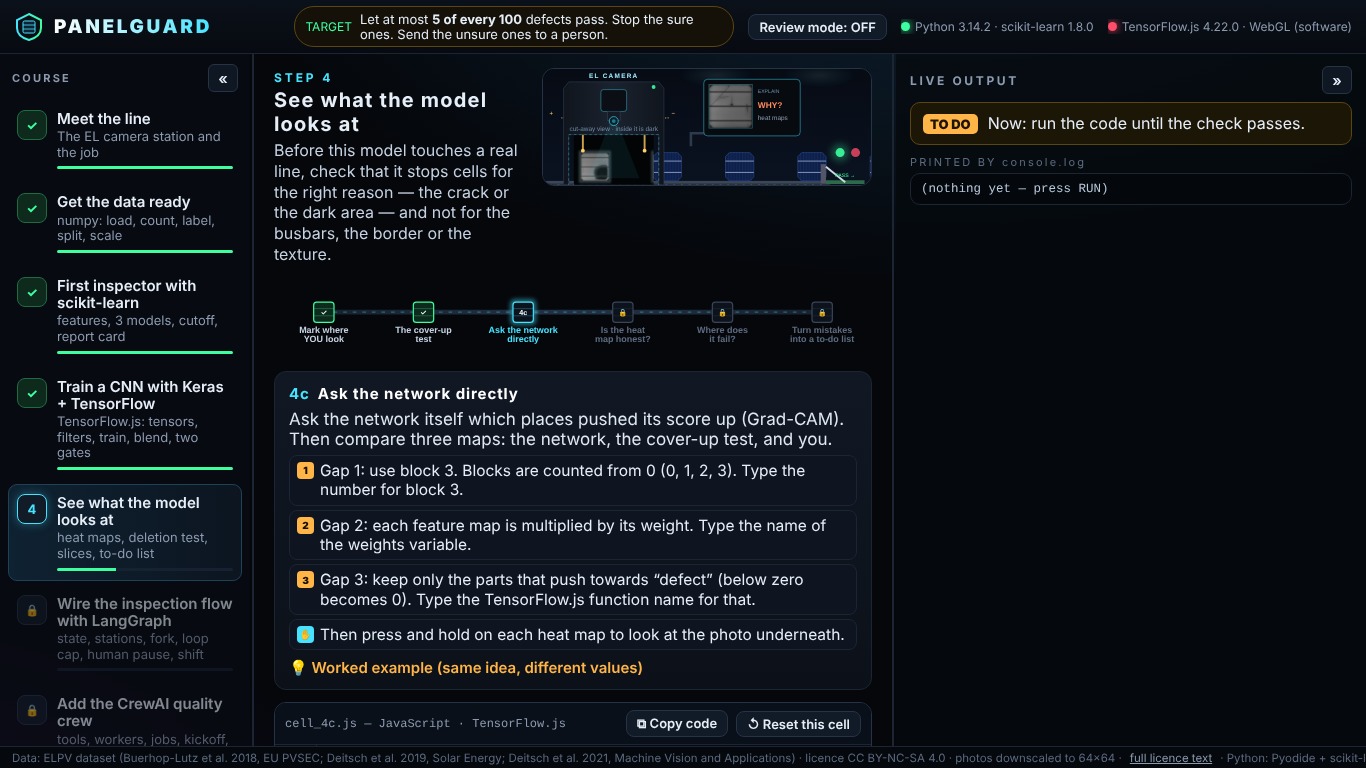 PANELGUARD
TARGET
Let at most 5 of every 100 defects pass. Stop the sure
ones. Send the unsure ones to a person.
Review mode: OFF
Python 3.14.2 · scikit-learn 1.8.0
TensorFlow.js 4.22.0 · WebGL (software)
COURSE
«
Meet the line
The EL camera station and
the job
Get the data ready
numpy: load, count, label,
split, scale
First inspector with
scikit-learn
features, 3 models, cutoff,
report card
Train a CNN with Keras
+ TensorFlow
TensorFlow.js: tensors,
filters, train, blend, two
gates
4
See what the model
looks at
heat maps, deletion test,
slices, to-do list
Wire the inspection flow
with LangGraph
state, stations, fork, loop
cap, human pause, shift
Add the CrewAI quality
crew
tools, workers, jobs, kickoff,
STEP 4
See what the model
looks at
Before this model touches a real
line, check that it stops cells for
the right reason — the crack or
the dark area — and not for the
busbars, the border or the
texture.
EL CAMERA
cut-away view · inside it is dark
EXPLAIN
WHY?
heat maps
Mark where
YOU look
The cover-up
test
4c
Ask the network
directly
Is the heat
map honest?
Where does
it fail?
Turn mistakes
into a to-do list
4c Ask the network directly
Ask the network itself which places pushed its score up (Grad-CAM).
Then compare three maps: the network, the cover-up test, and you.
1 Gap 1: use block 3. Blocks are counted from 0 (0, 1, 2, 3). Type the
number for block 3.
2 Gap 2: each feature map is multiplied by its weight. Type the name of
the weights variable.
3 Gap 3: keep only the parts that push towards “defect” (below zero
becomes 0). Type the TensorFlow.js function name for that.
Then press and hold on each heat map to look at the photo underneath.
💡 Worked example (same idea, different values)
cell_4c.js — JavaScript · TensorFlow.js
⧉ Copy code
↺ Reset this cell
LIVE OUTPUT
»
TO DO Now: run the code until the check passes.
PRINTED BY console.log
(nothing yet — press RUN)
Data: ELPV dataset (Buerhop-Lutz et al. 2018, EU PVSEC; Deitsch et al. 2019, Solar Energy; Deitsch et al. 2021, Machine Vision and Applications) · licence CC BY-NC-SA 4.0 · photos downscaled to 64×64 · full licence text · Python: Pyodide + scikit-